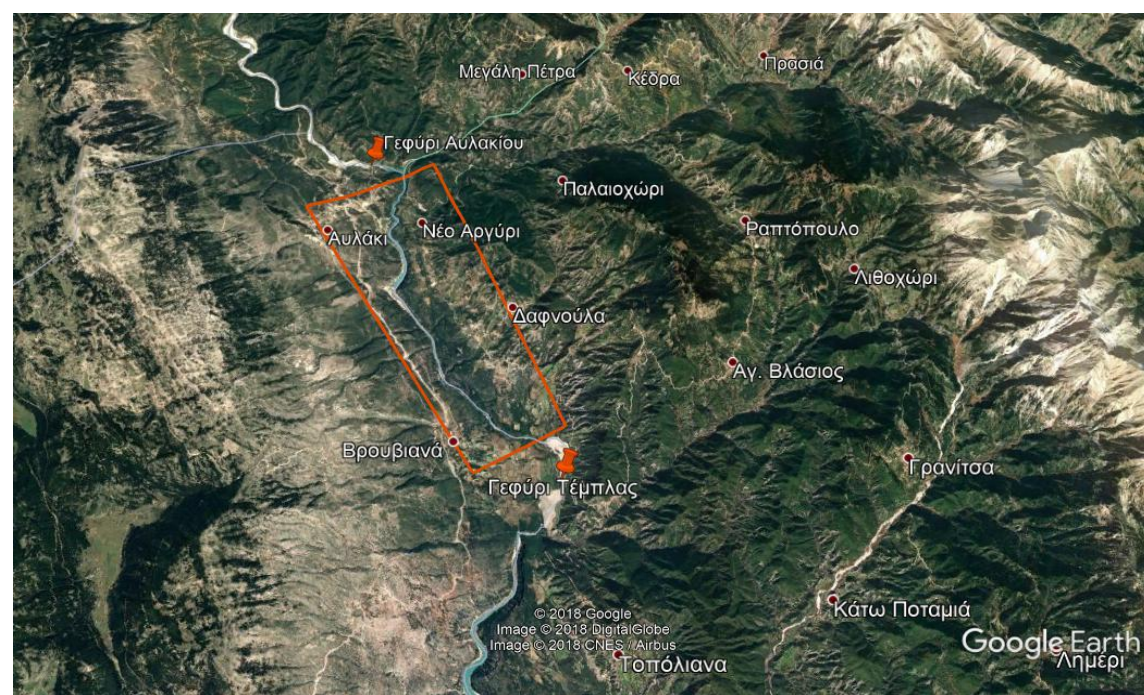 Μεγάλη Πέτρα
Κέδρα
Πρασιά
Γεφύρι Αυλακίου
Παλαιοχώρι
Αυλάκι
Νέο Αργύρι
Ραπτόπουλο
Λιθοχώρι
Δαφνούλα
Αγ. Βλάσιος
Βρουβιανά
Γρανίτσα
Γεφύρι Τέμπλας
Κάτω Ποταμιά
© 2018 Google
Image © 2018 DigitalGlobe
Image © 2018 CNES / Airbus
Google Earth
Τοπόλιανα
Λημέρι